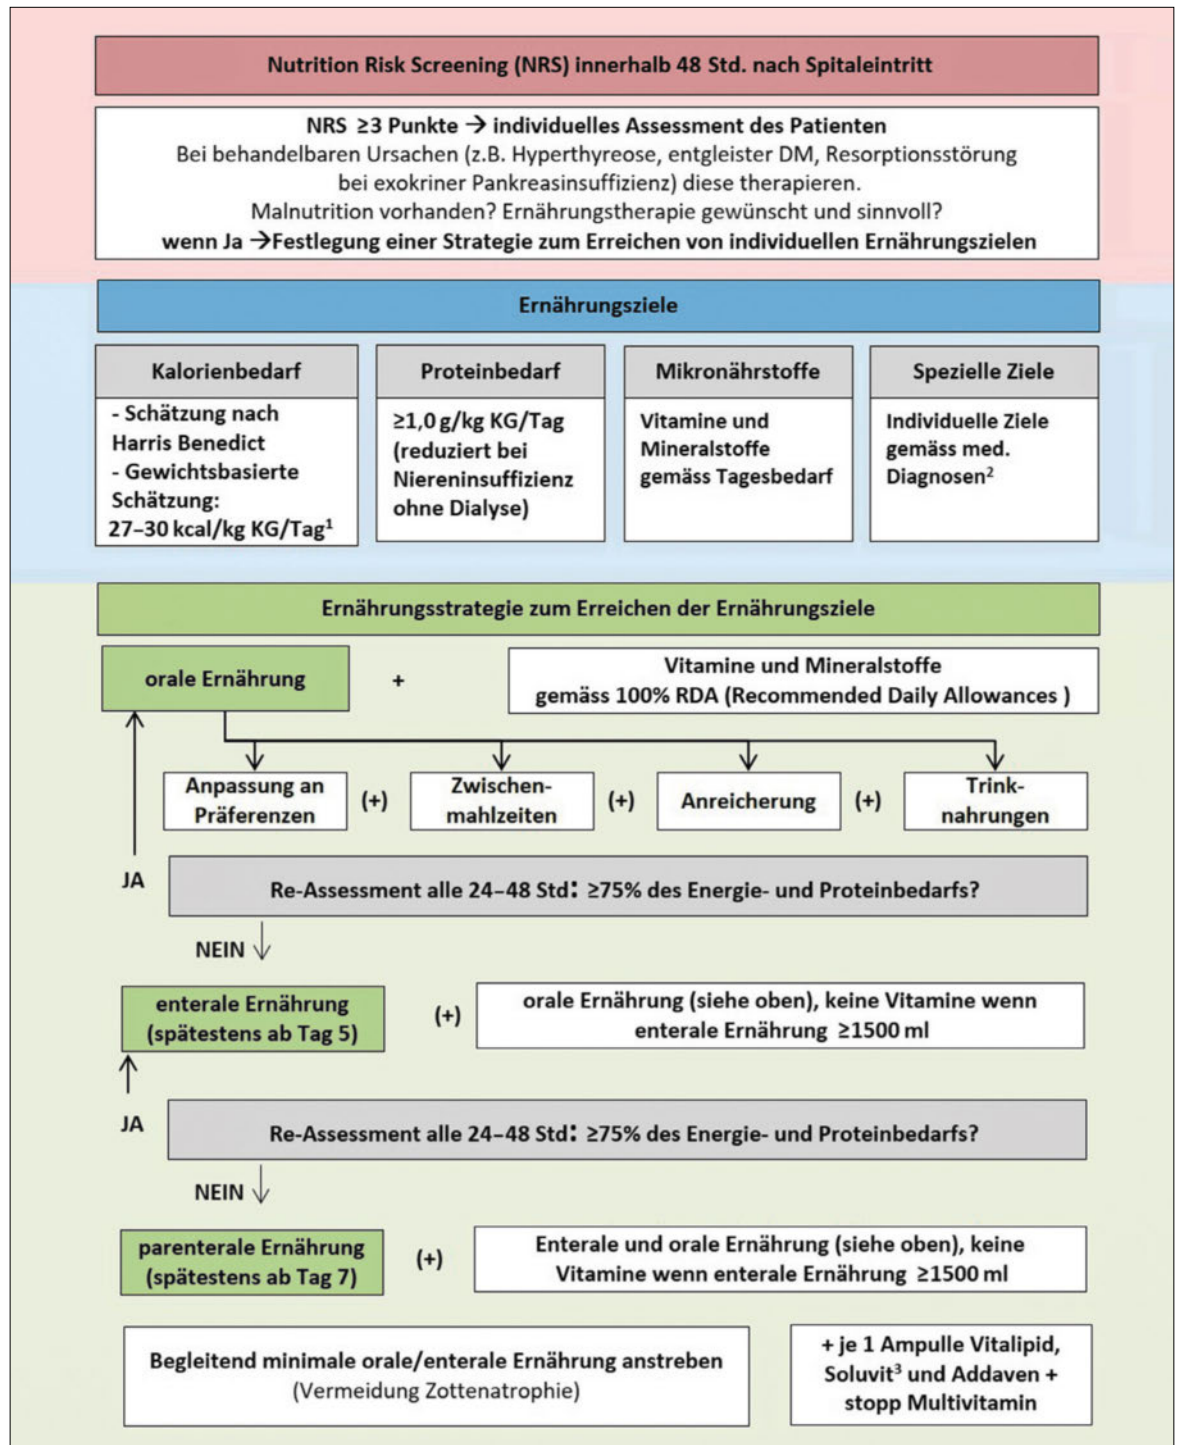 Nutrition Risk Screening (NRS) innerhalb 48 Std. nach Spitaleintritt
NRS ≥3 Punkte → individuelles Assessment des Patienten
Bei behandelbaren Ursachen (z.B. Hyperthyreose, entgleister DM, Resorptionsstörung
bei exokriner Pankreasinsuffizienz) diese therapieren.
Malnutrition vorhanden? Ernährungstherapie gewünscht und sinnvoll?
wenn Ja →Festlegung einer Strategie zum Erreichen von individuellen Ernährungszielen
Ernährungsziele
Kalorienbedarf
- Schätzung nach
Harris Benedict
- Gewichtsbasierte
Schätzung:
27–30 kcal/kg KG/Tag¹
Proteinbedarf
≥1,0 g/kg KG/Tag
(reduziert bei
Niereninsuffizienz
ohne Dialyse)
Mikronährstoffe
Vitamine und
Mineralstoffe
gemäss Tagesbedarf
Spezielle Ziele
Individuelle Ziele
gemäss med.
Diagnosen²
Ernährungsstrategie zum Erreichen der Ernährungsziele
orale Ernährung
+
Vitamine und Mineralstoffe
gemäss 100% RDA (Recommended Daily Allowances )
Anpassung an
Präferenzen
(+)
Zwischen-
mahlzeiten
(+)
Anreicherung
(+)
Trink-
nahrungen
JA
Re-Assessment alle 24–48 Std: ≥75% des Energie- und Proteinbedarfs?
NEIN
enterale Ernährung
(spätestens ab Tag 5)
(+)
orale Ernährung (siehe oben), keine Vitamine wenn
enterale Ernährung ≥1500 ml
JA
Re-Assessment alle 24–48 Std: ≥75% des Energie- und Proteinbedarfs?
NEIN
parenterale Ernährung
(spätestens ab Tag 7)
(+)
Enterale und orale Ernährung (siehe oben), keine
Vitamine wenn enterale Ernährung ≥1500 ml
Begleitend minimale orale/enterale Ernährung anstreben
(Vermeidung Zottenatrophie)
+ je 1 Ampulle Vitalipid,
Soluvit³ und Addaven +
stopp Multivitamin